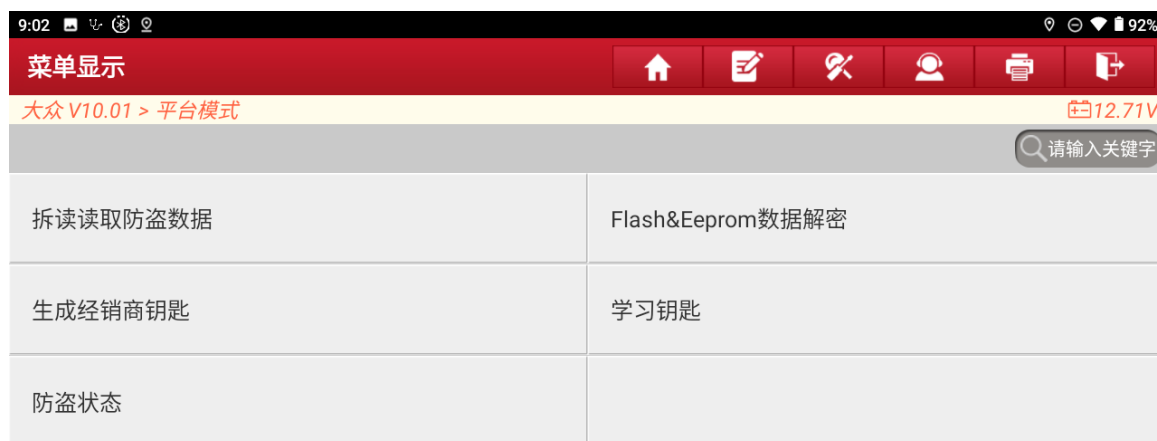 9:02 92%
菜单显示
大众 V10.01 > 平台模式 12.71V
请输入关键字
拆读读取防盗数据 Flash&Eeprom数据解密
生成经销商钥匙 学习钥匙
防盗状态